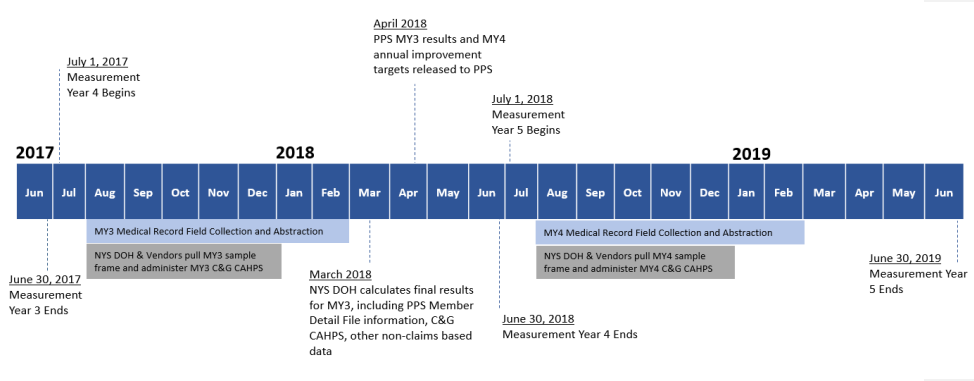 April 2018
PPS MY3 results and MY4
annual improvement
targets released to PPS
July 1, 2017
Measurement
Year 4 Begins
July 1, 2018
Measurement
Year 5 Begins
2017
2018
2019
Jun Jul Aug Sep Oct Nov Dec Jan Feb Mar Apr May Jun Jul Aug Sep Oct Nov Dec Jan Feb Mar Apr May Jun
MY3 Medical Record Field Collection and Abstraction
NYS DOH & Vendors pull MY3 sample
frame and administer MY3 C&G CAHPS
MY4 Medical Record Field Collection and Abstraction
NYS DOH & Vendors pull MY4 sample
frame and administer MY4 C&G CAHPS
June 30, 2017
Measurement
Year 3 Ends
March 2018
NYS DOH calculates final results
for MY3, including PPS Member
Detail File information, C&G
CAHPS, other non-claims based
data
June 30, 2018
Measurement Year 4 Ends
June 30, 2019
Measurement Year
5 Ends